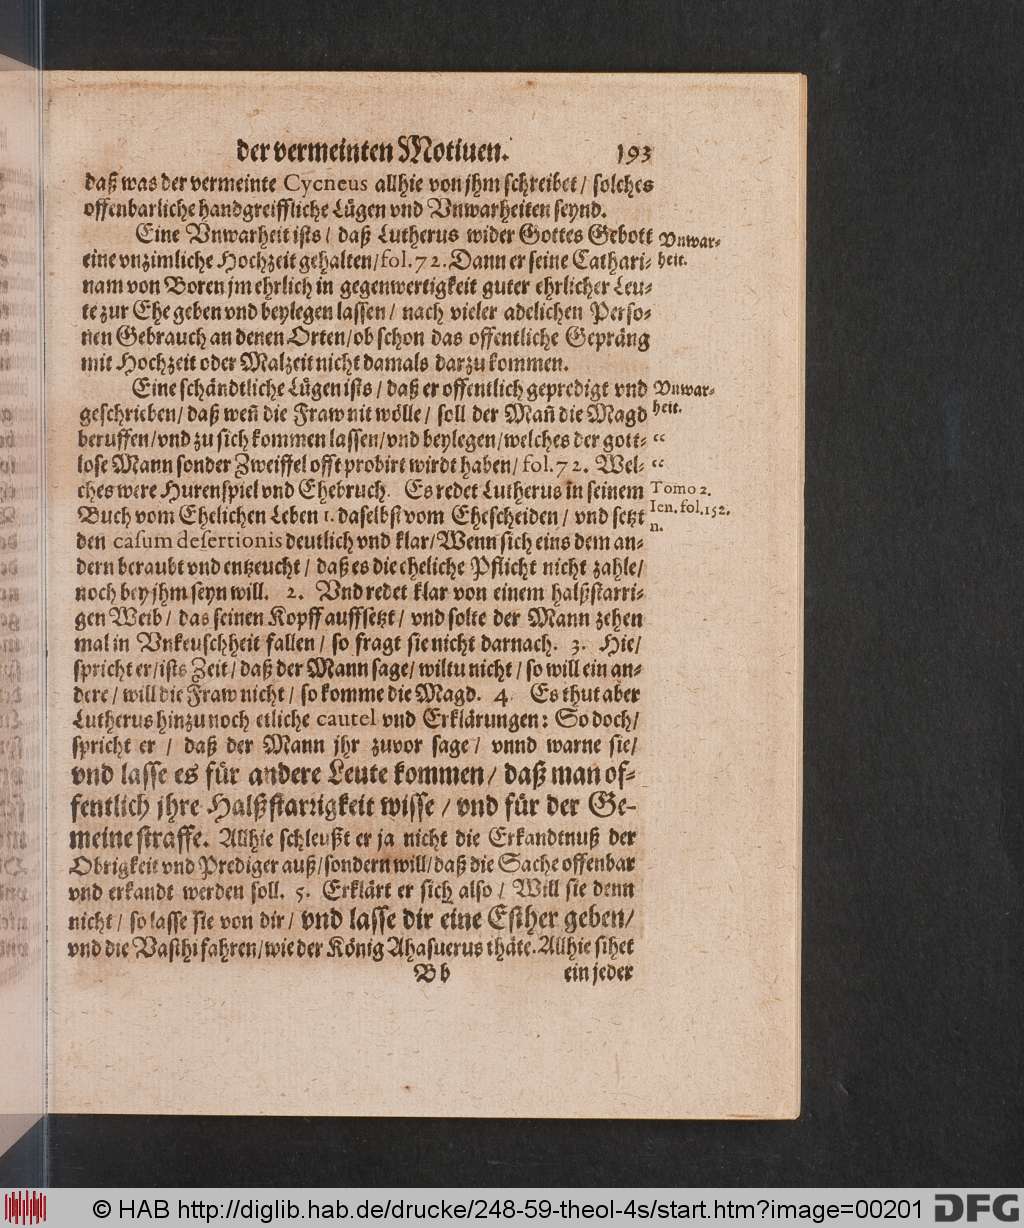 der vermeinten Motiuen. 193
daß was der vermeinte Cycneus allhie von jhm schreibet / solches
offenbarliche handgreiffliche Lügen vnd Vnwarheiten seynd.
Eine Vnwarheit ists / daß Lutherus wider Gottes Gebott
Vnwar-
eine vnzimliche Hochzeit gehalten / fol. 72. Dann er seine Cathari-
heit.
nam von Boren jm ehrlich in gegenwertigkeit guter ehrlicher Leu-
te zur Ehe geben vnd beylegen lassen / nach vieler adelichen Perso-
nen Gebrauch an denen Orten / ob schon das offentliche Gepräng
mit Hochzeit oder Malzeit nicht damals darzu kommen.
Eine schändtliche Lügen ists / daß er offentlich gepredigt vnd
Vnwar-
geschrieben / daß weñ die Fraw nit wölle / soll der Mañ die Magd
heit.
beruffen / vnd zu sich kommen lassen / vnd beylegen / welches der gott-
“
lose Mann sonder Zweiffel offt probirt wirdt haben / fol. 72. Wel-
“
ches were Hurenspiel vnd Ehebruch. Es redet Lutherus in seinem
Tomo 2.
Buch vom Ehelichen Leben 1. daselbst vom Ehescheiden / vnd setzt
Ien. fol. 152.
n.
den casum desertionis deutlich vnd klar / Wenn sich eins dem an-
dern beraubt vnd entzeucht / daß es die eheliche Pflicht nicht zahle /
noch bey jhm seyn will. 2. Vnd redet klar von einem halßstarri-
gen Weib / das seinen Kopff auffsetzt / vnd solte der Mann zehen
mal in Vnkeuschheit fallen / so fragt sie nicht darnach. 3. Hie /
spricht er / ists Zeit / daß der Mann sage / wiltu nicht / so will ein an-
dere / will die Fraw nicht / so komme die Magd. 4. Es thut aber
Lutherus hinzu noch etliche cautel vnd Erklärungen: So doch /
spricht er / daß der Mann jhr zuvor sage / vnnd warne sie /
vnd lasse es für andere Leute kommen / daß man of-
fentlich jhre Halßstarrigkeit wisse / vnd für der Ge-
meine straffe. Allhie schleußt er ja nicht die Erkandtnuß der
Obrigkeit vnd Prediger auß / sondern will / daß die Sache offenbar
vnd erkandt werden soll. 5. Erklärt er sich also / Will sie denn
nicht / so lasse sie von dir / vnd lasse dir eine Esther geben /
vnd die Vasthi fahren / wie der König Ahasuerus thäte. Allhie sihet
B b ein jeder
© HAB http://diglib.hab.de/drucke/248-59-theol-4s/start.htm?image=00201 DFG